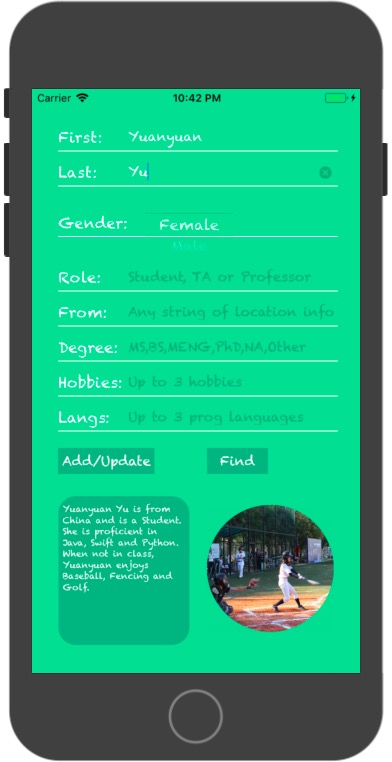 Carrier 10:42 PM
First: Yuanyuan
Last: Yu
Gender: Female
Male
Role: Student, TA or Professor
From: Any string of location info
Degree: MS,BS,MENG,PhD,NA,Other
Hobbies: Up to 3 hobbies
Langs: Up to 3 prog languages
Add/Update Find
Yuanyuan Yu is from
China and is a Student.
She is proficient in
Java, Swift and Python.
When not in class,
Yuanyuan enjoys
Baseball, Fencing and
Golf.